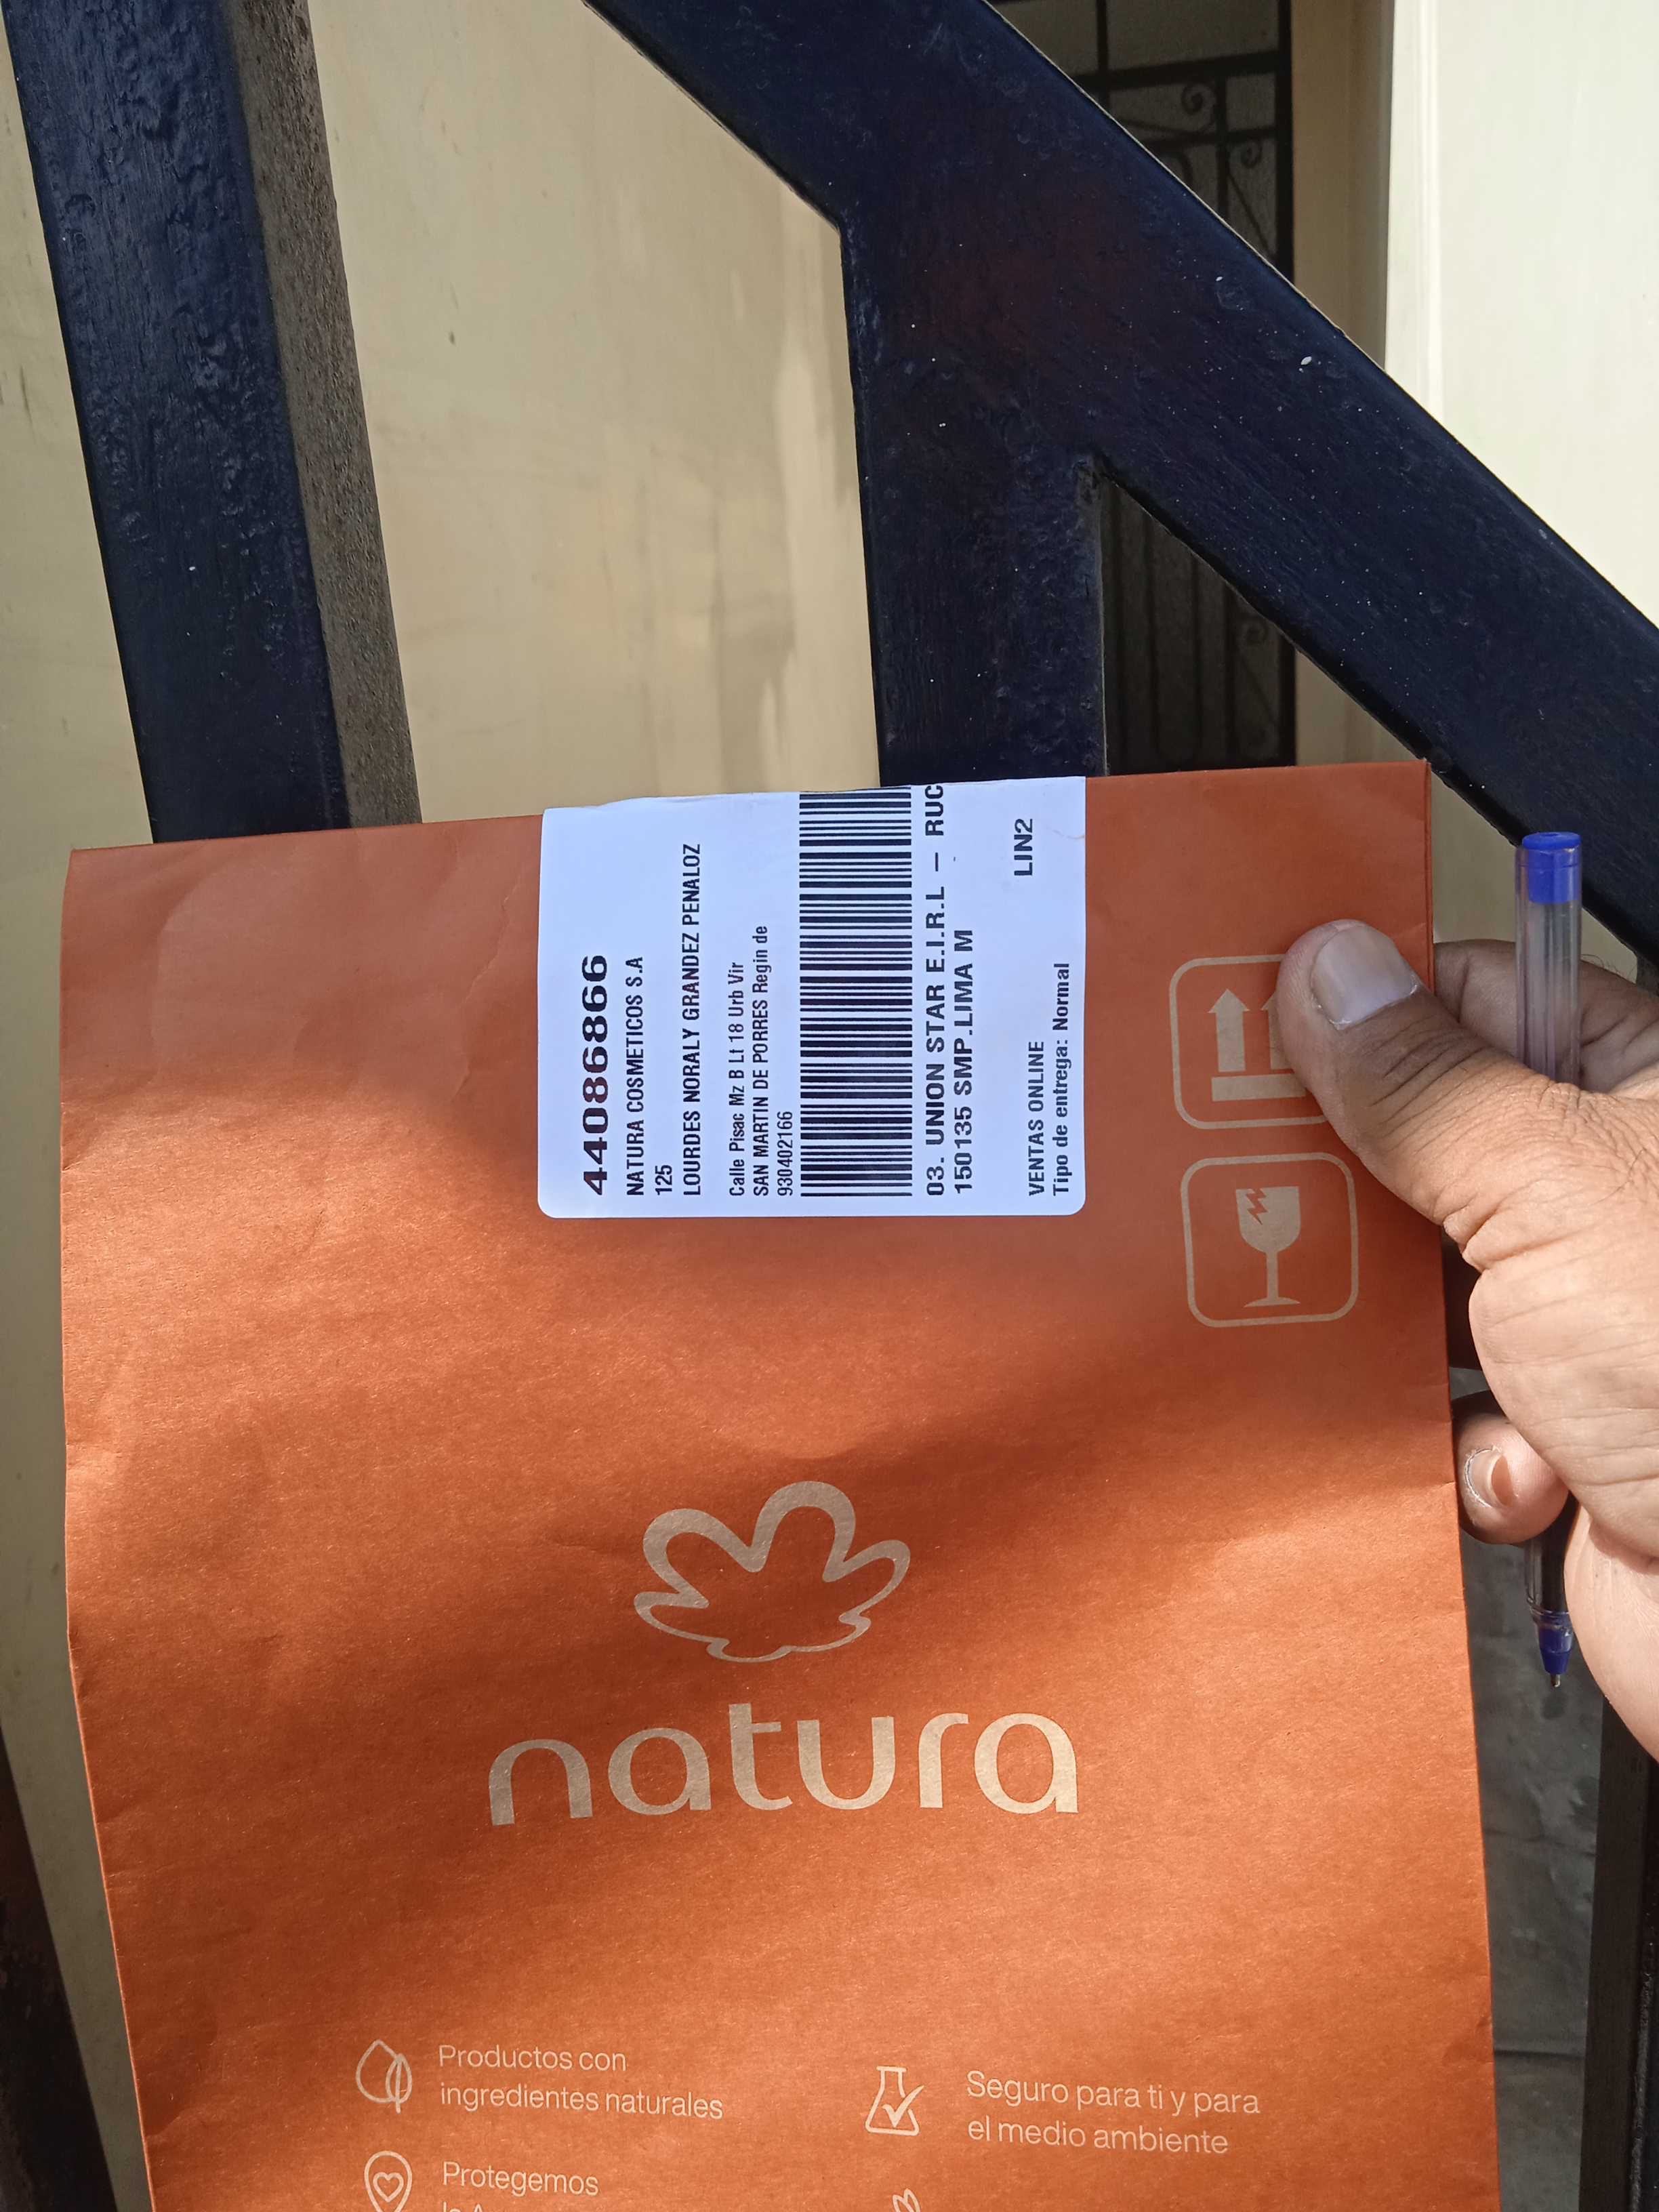 44086866
NATURA COSMETICOS S.A
125
LOURDES NORALY GRANDEZ PENALOZ
Calle Pisac Mz B Lt 18 Urb Vir
SAN MARTIN DE PORRES Regin de
930402166
03. UNION STAR E.I.R.L – RUC
150135 SMP.LIMA M
LIN2
VENTAS ONLINE
Tipo de entrega: Normal
natura
Productos con
ingredientes naturales
Seguro para ti y para
el medio ambiente
Protegemos